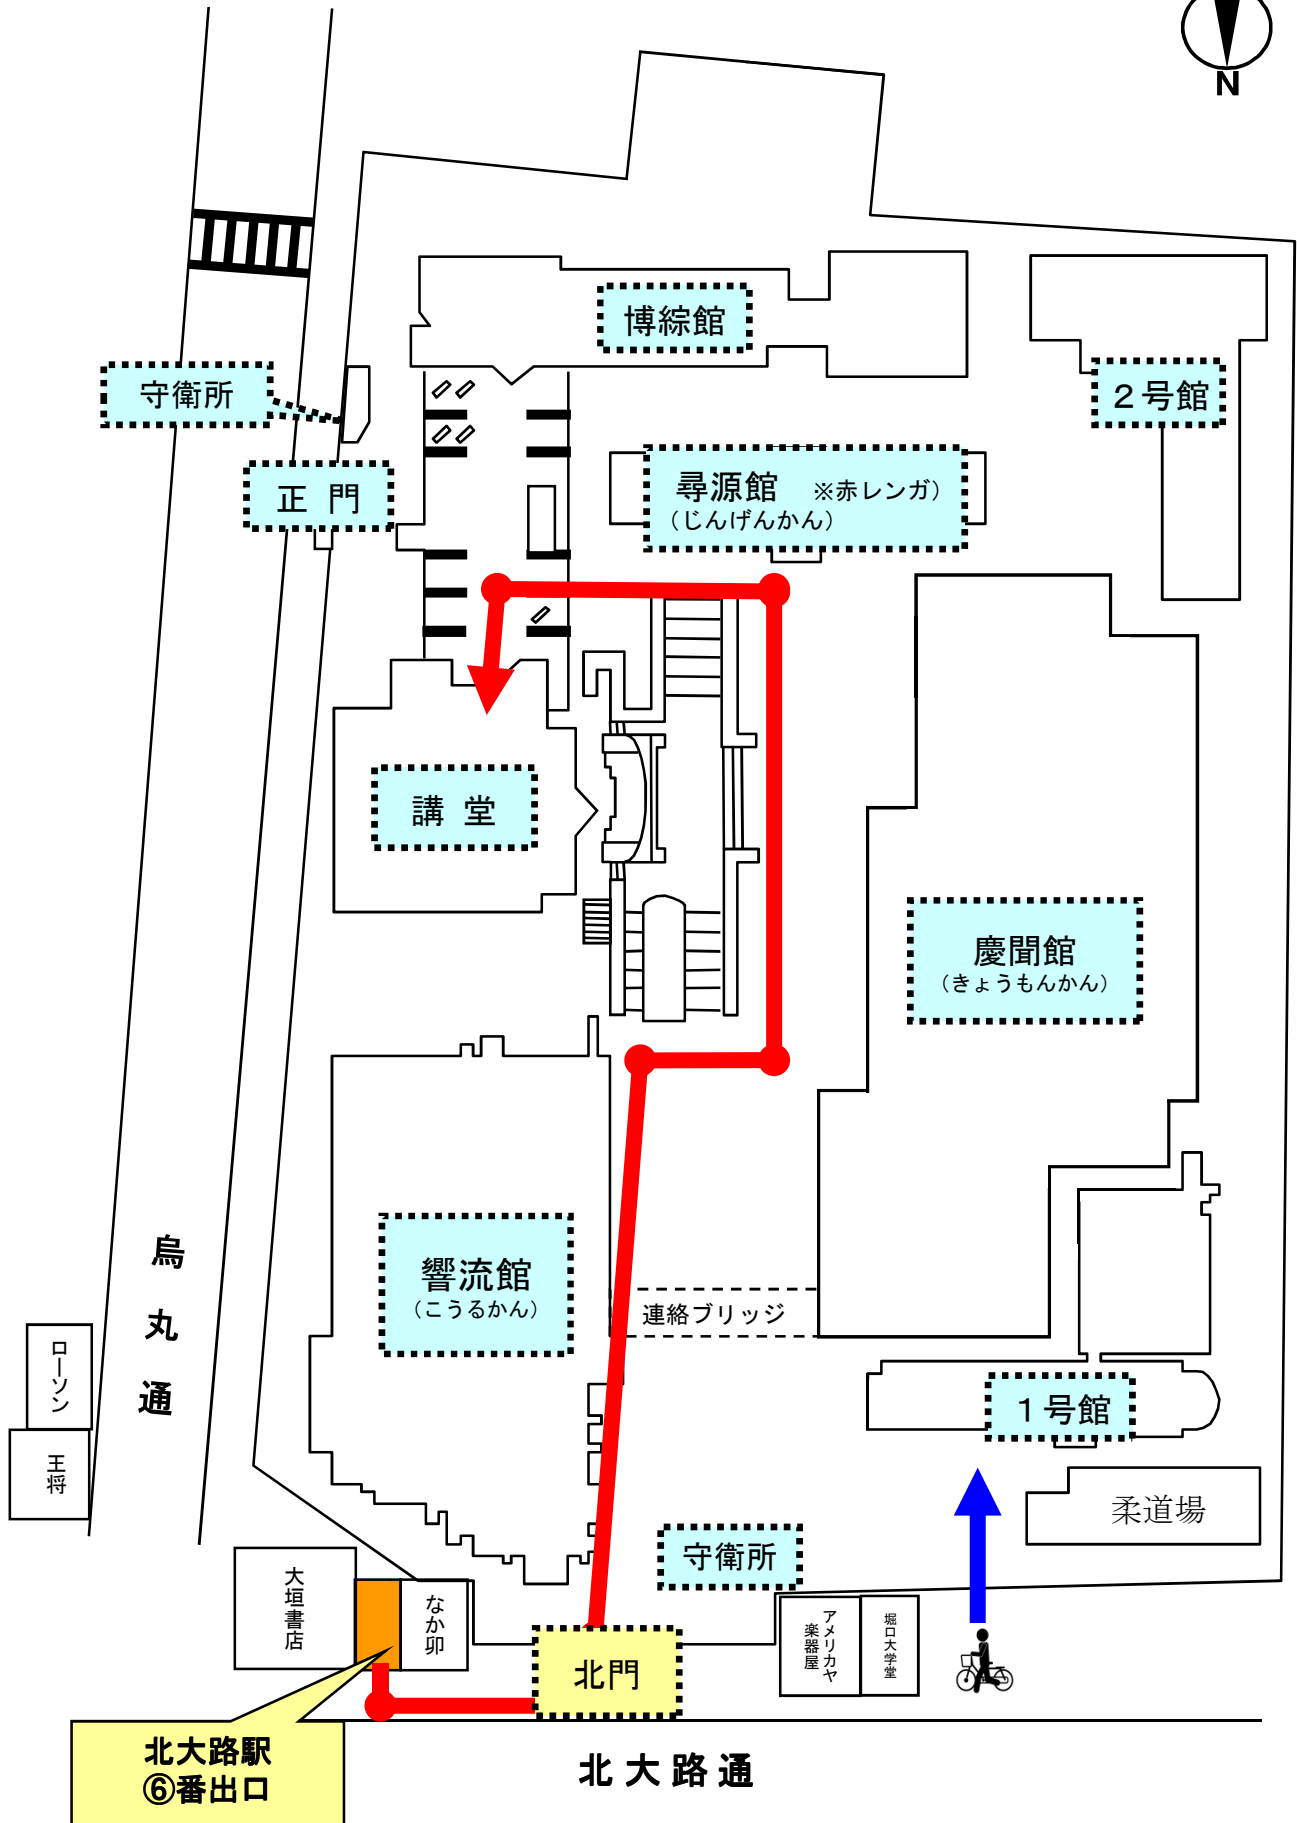 N
博綜館
守衛所
２号館
正 門
尋源館 ※赤レンガ）
（じんげんかん）
講 堂
慶聞館
（きょうもんかん）
響流館
（こうるかん）
連絡ブリッジ
烏丸通
ローソン
王将
１号館
柔道場
守衛所
大垣書店
なか卯
アメリカヤ
楽器屋
堀口大学堂
北門
北大路駅
⑥番出口
北大路通